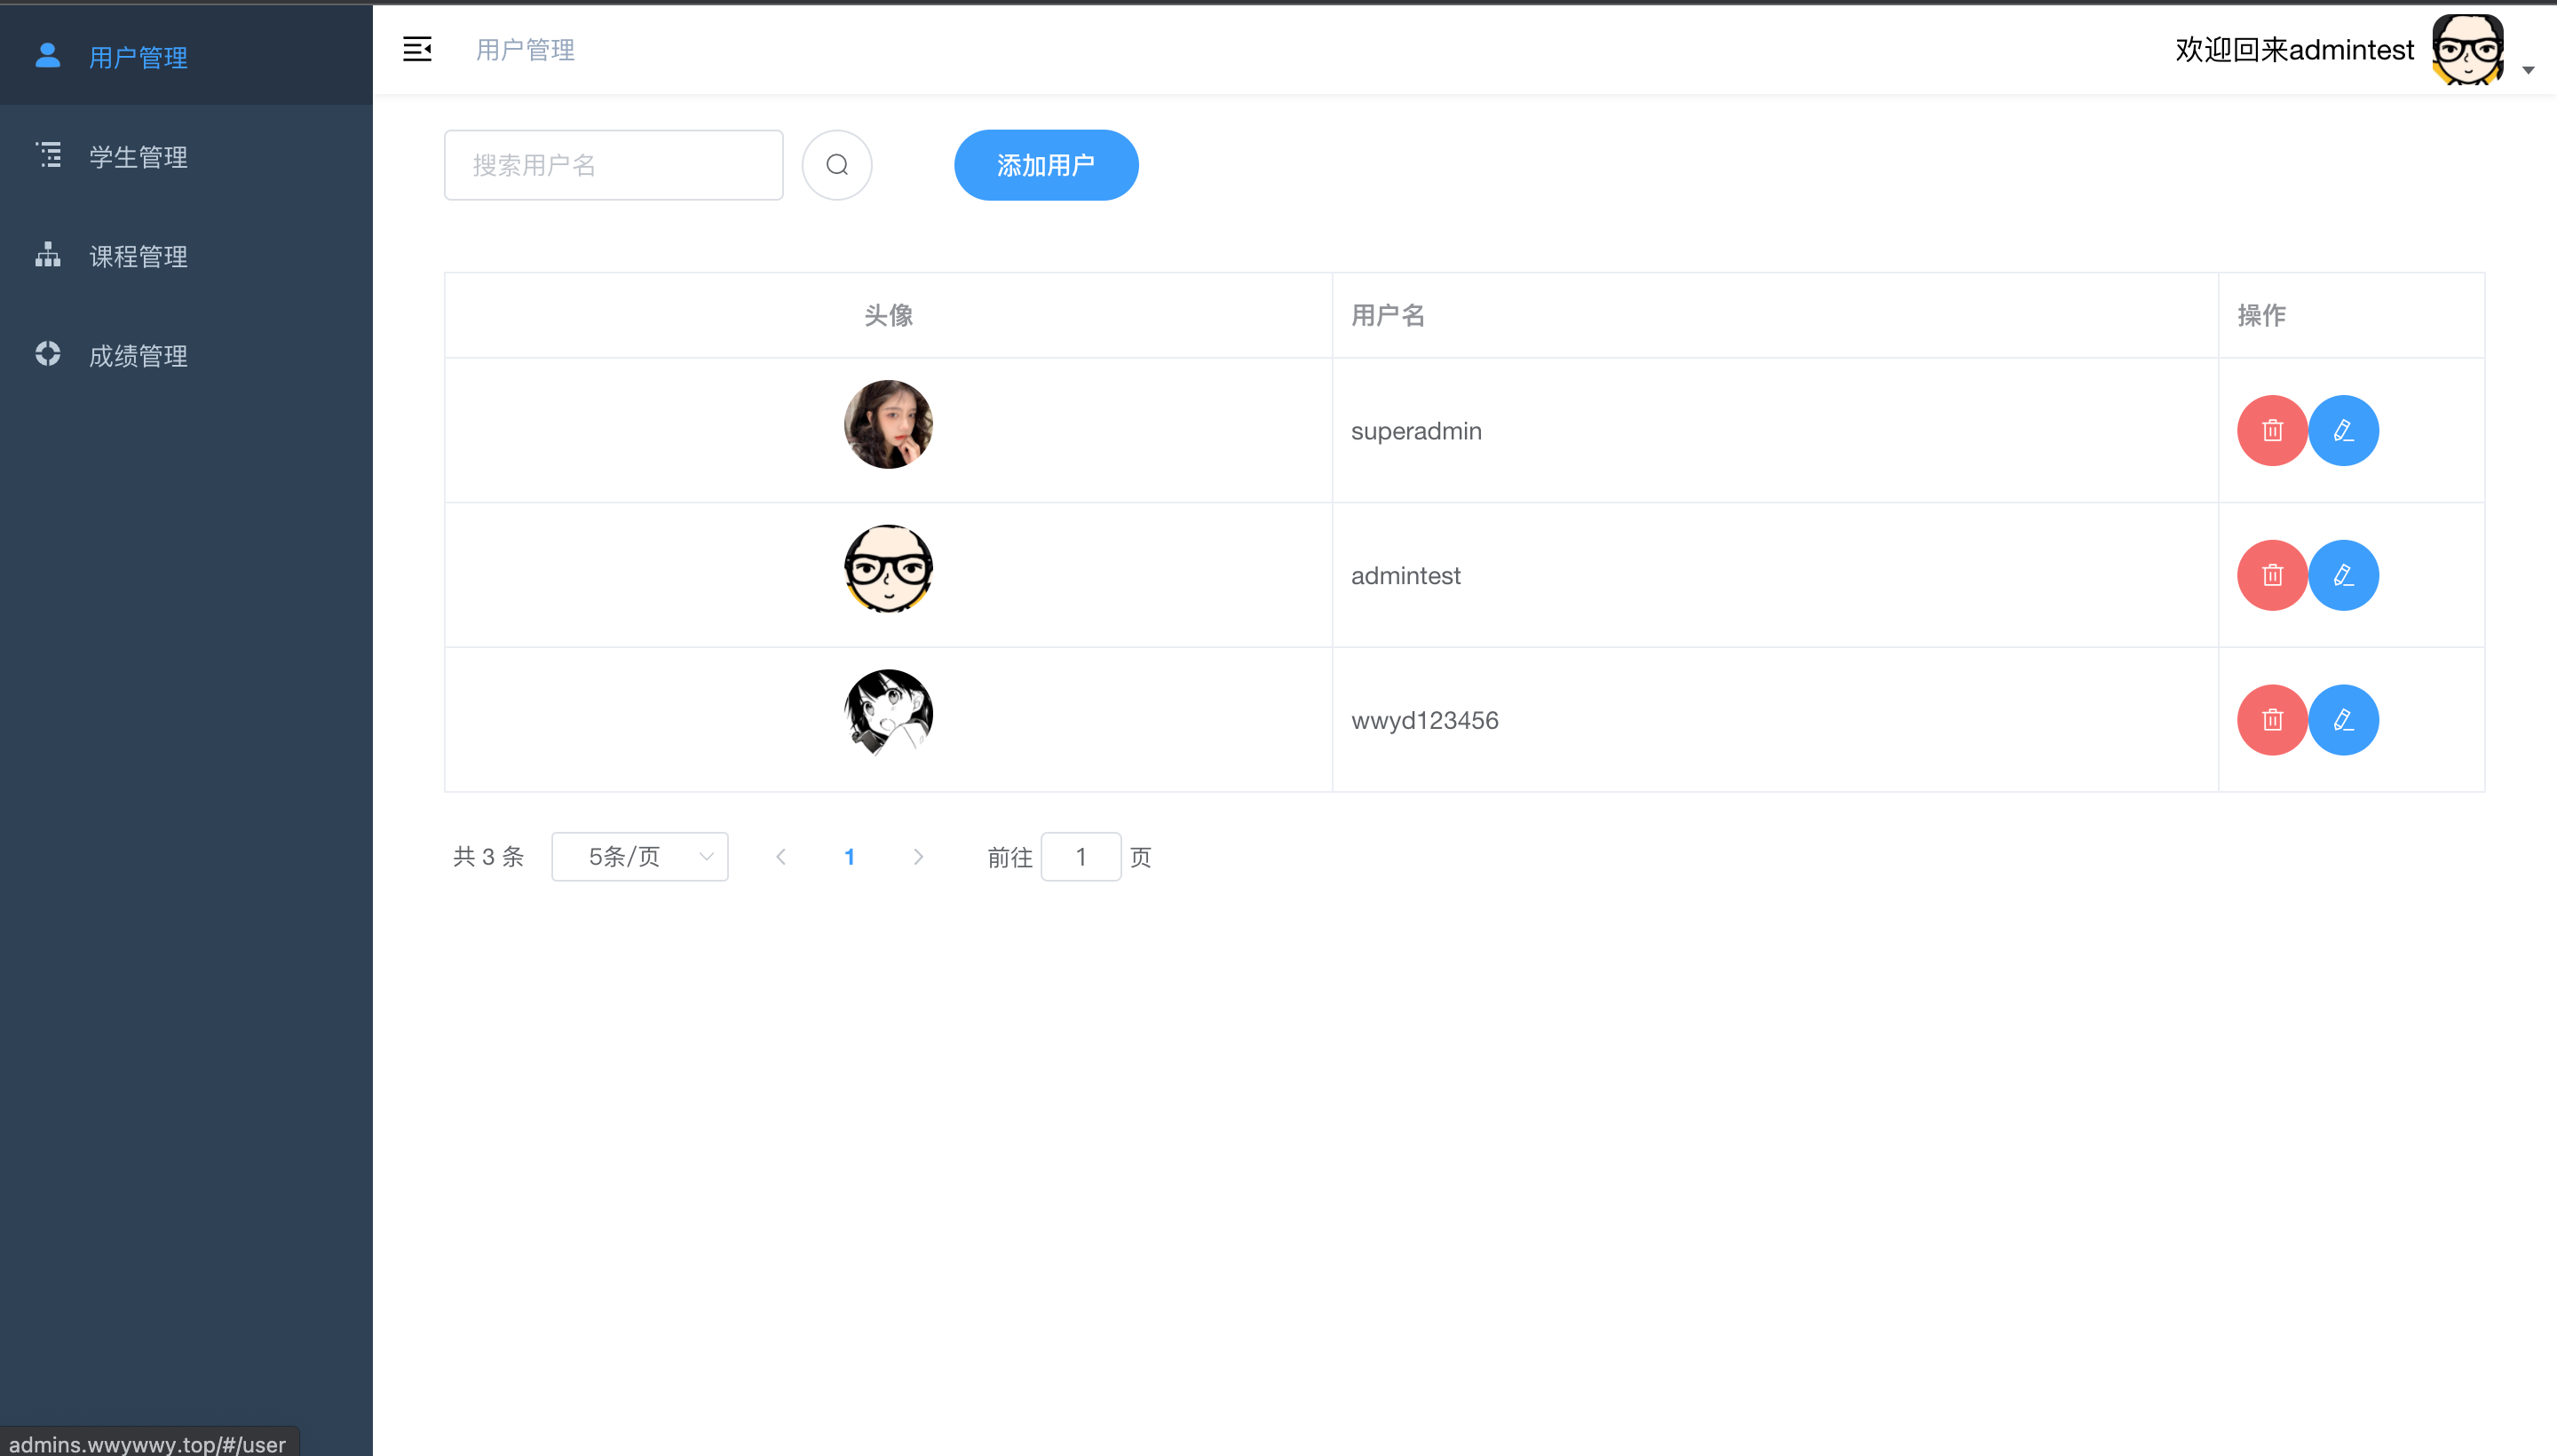 用户管理
学生管理
课程管理
成绩管理
用户管理
欢迎回来admintest
搜索用户名
添加用户
头像 用户名 操作
superadmin
admintest
wwyd123456
共 3 条 5条/页 1 前往 1 页
admins.wwywwy.top/#/user